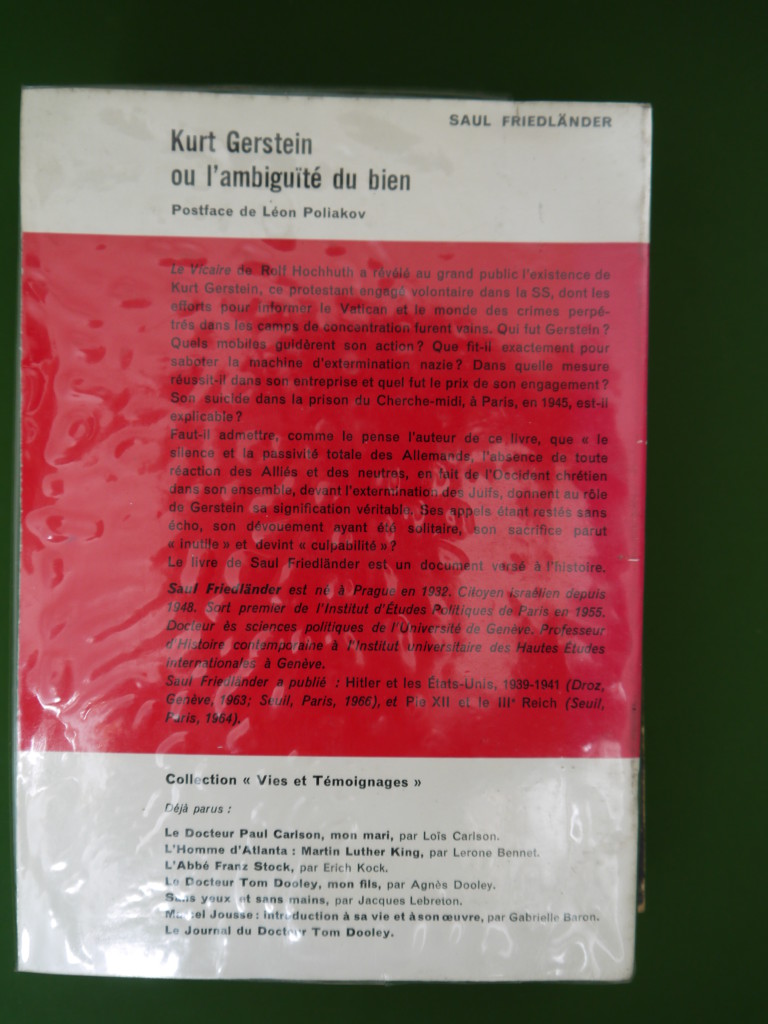 SAUL FRIEDLÄNDER
Kurt Gerstein
ou l'ambiguïté du bien
Postface de Léon Poliakov
Le Vicaire de Rolf Hochhuth a révélé au grand public l'existence de
Kurt Gerstein, ce protestant engagé volontaire dans la SS, dont les
efforts pour informer le Vatican et le monde des crimes perpé-
trés dans les camps de concentration furent vains. Qui fut Gerstein ?
Quels mobiles guidèrent son action ? Que fit-il exactement pour
saboter la machine d'extermination nazie ? Dans quelle mesure
réussit-il dans son entreprise et quel fut le prix de son engagement ?
Son suicide dans la prison du Cherche-midi, à Paris, en 1945, est-il
explicable ?
Faut-il admettre, comme le pense l'auteur de ce livre, que « le
silence et la passivité totale des Allemands, l'absence de toute
réaction des Alliés et des neutres, en fait de l'Occident chrétien
dans son ensemble, devant l'extermination des Juifs, donnent au rôle
de Gerstein sa signification véritable. Ses appels étant restés sans
écho, son dévouement ayant été solitaire, son sacrifice parut
« inutile » et devint « culpabilité » ?
Le livre de Saul Friedländer est un document versé à l'histoire.
Saul Friedländer est né à Prague en 1932. Citoyen israélien depuis
1948. Sort premier de l'Institut d'Études Politiques de Paris en 1955.
Docteur ès sciences politiques de l'Université de Genève. Professeur
d'Histoire contemporaine à l'Institut universitaire des Hautes Études
internationales à Genève.
Saul Friedländer a publié : Hitler et les États-Unis, 1939-1941 (Droz,
Genève, 1963; Seuil, Paris, 1966), et Pie XII et le IIIe Reich (Seuil,
Paris, 1964).
Collection « Vies et Témoignages »
Déjà parus :
Le Docteur Paul Carlson, mon mari, par Loïs Carlson.
L'Homme d'Atlanta : Martin Luther King, par Lerone Bennet.
L'Abbé Franz Stock, par Erich Kock.
Le Docteur Tom Dooley, mon fils, par Agnès Dooley.
Sans yeux et sans mains, par Jacques Lebreton.
Marcel Jousse : introduction à sa vie et à son œuvre, par Gabrielle Baron.
Le Journal du Docteur Tom Dooley.